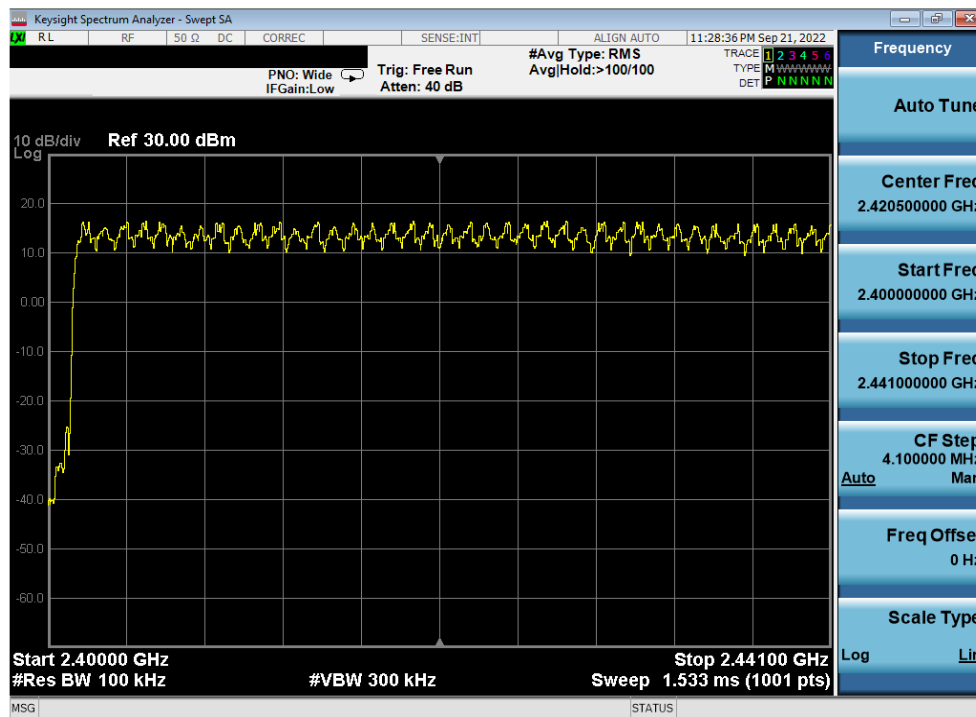 Keysight Spectrum Analyzer - Swept SA
LXI RL RF 50 Ω DC CORREC SENSE:INT ALIGN AUTO 11:28:36 PM Sep 21, 2022
PNO: Wide
IFGain:Low
Trig: Free Run
Atten: 40 dB
#Avg Type: RMS
Avg|Hold:>100/100
TRACE 1 2 3 4 5 6
TYPE M WWWWW
DET P N N N N N
10 dB/div
Log
Ref 30.00 dBm
20.0
10.0
0.00
-10.0
-20.0
-30.0
-40.0
-50.0
-60.0
Start 2.40000 GHz
Stop 2.44100 GHz
#Res BW 100 kHz
#VBW 300 kHz
Sweep 1.533 ms (1001 pts)
MSG
STATUS
Frequency
Auto Tune
Center Freq
2.420500000 GHz
Start Freq
2.400000000 GHz
Stop Freq
2.441000000 GHz
CF Step
4.100000 MHz
Auto Man
Freq Offset
0 Hz
Scale Type
Log Lin